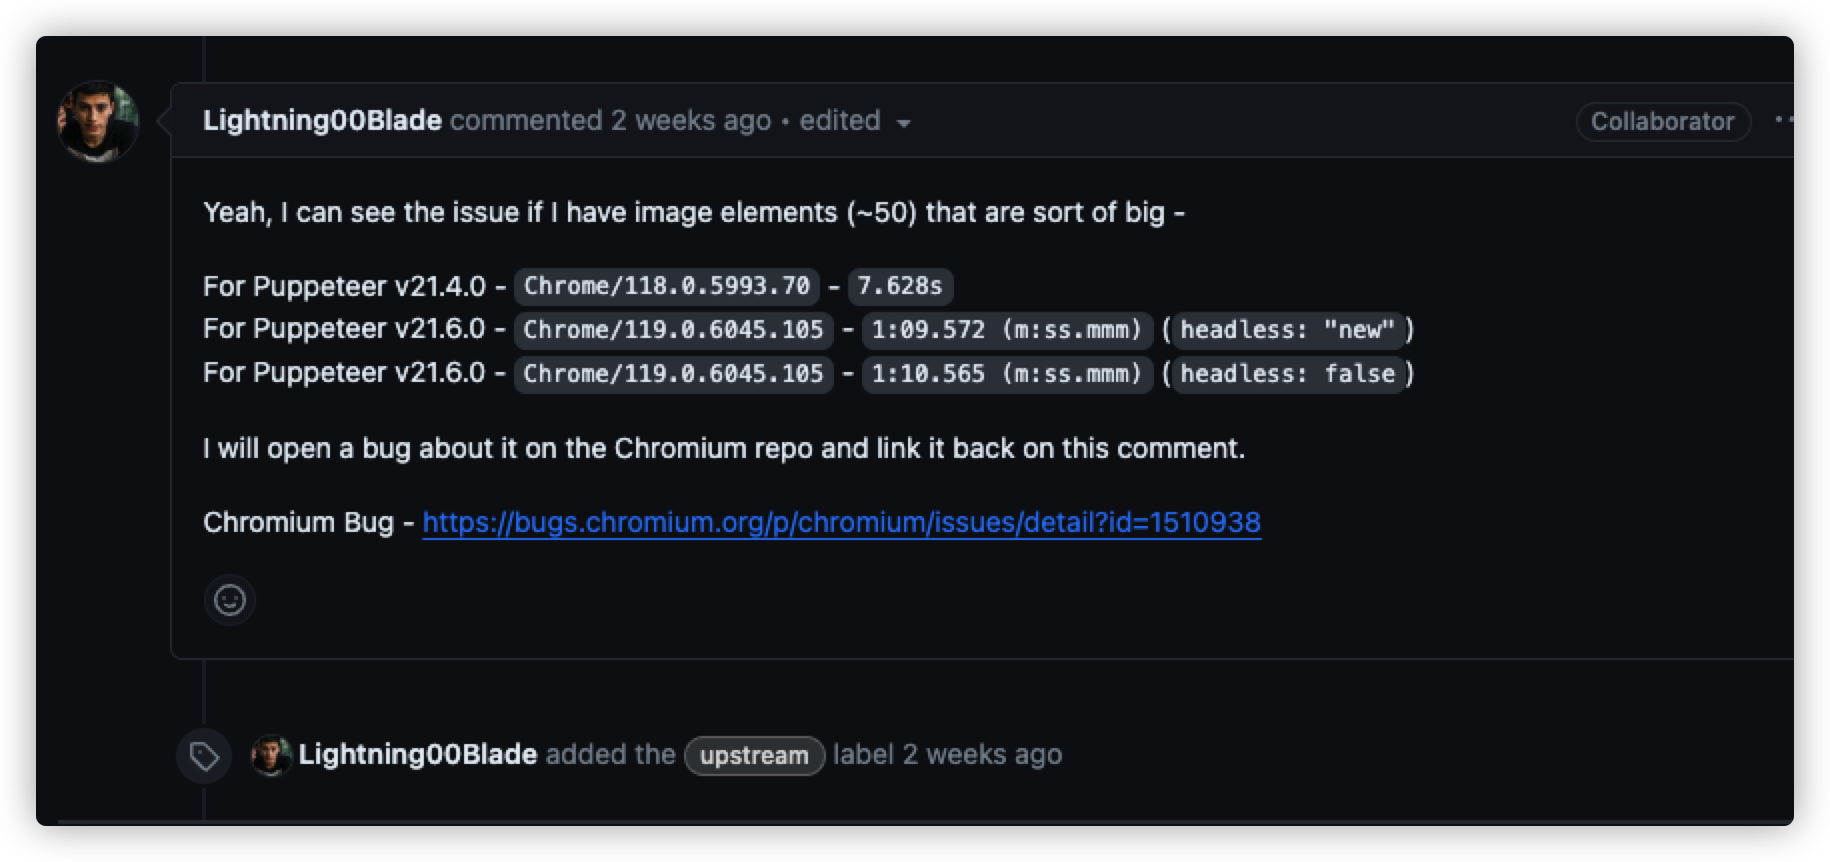 Lightning00Blade commented 2 weeks ago • edited
Collaborator
Yeah, I can see the issue if I have image elements (~50) that are sort of big -
For Puppeteer v21.4.0 - Chrome/118.0.5993.70 - 7.628s
For Puppeteer v21.6.0 - Chrome/119.0.6045.105 - 1:09.572 (m:ss.mmm) (headless: "new")
For Puppeteer v21.6.0 - Chrome/119.0.6045.105 - 1:10.565 (m:ss.mmm) (headless: false)
I will open a bug about it on the Chromium repo and link it back on this comment.
Chromium Bug - https://bugs.chromium.org/p/chromium/issues/detail?id=1510938
Lightning00Blade added the upstream label 2 weeks ago